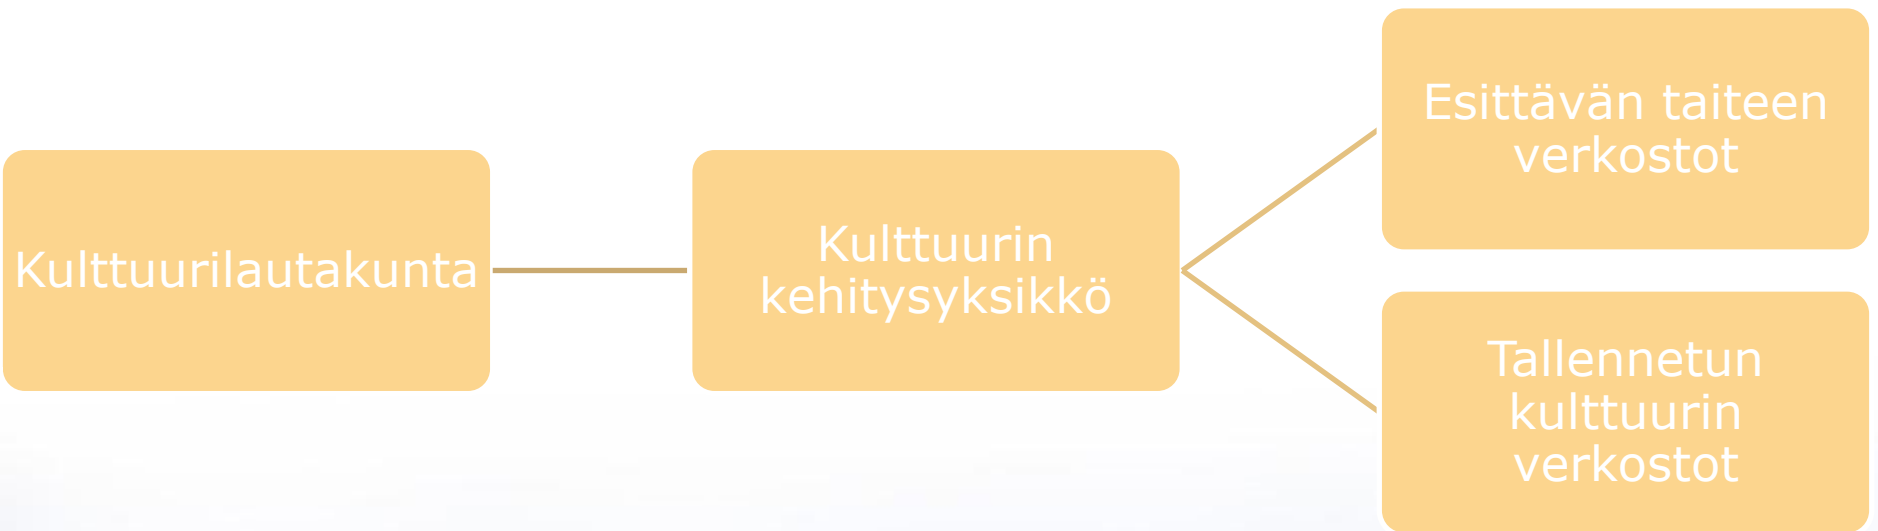 Kulttuurilautakunta
Kulttuurin
kehitysyksikkö
Esittävän taiteen
verkostot
Tallennetun
kulttuurin
verkostot